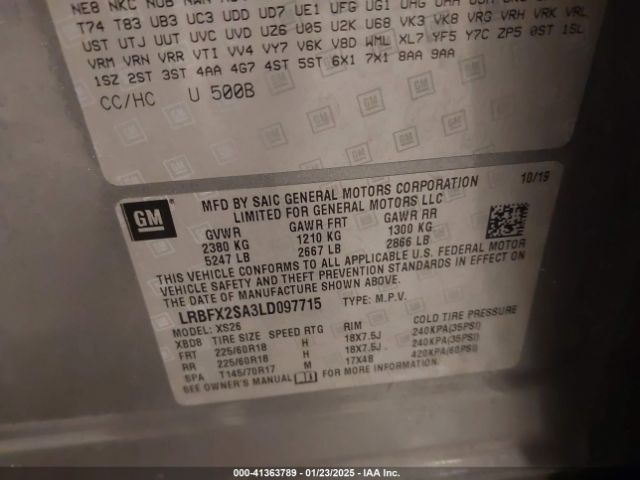 NE8 NKC NUB
T74 T83 UB3 UC3 UDD UD7 UE1 UFG UG1 UHG
UST UTJ UUT UVC UVD UZ6 U05 U2K U68 VK3 VK8 VRG VRH VRK VRL
VRM VRN VRR VTI VV4 VY7 V6K V8D WML XL7 YF5 Y7C ZP5 0ST 1SL
1SZ 2ST 3ST 4AA 4G7 4ST 5ST 6X1 7X1 8AA 9AA
CC/HC U 500B
GM
10/19
MFD BY SAIC GENERAL MOTORS CORPORATION
LIMITED FOR GENERAL MOTORS LLC
GVWR GAWR FRT GAWR RR
2380 KG 1210 KG 1300 KG
5247 LB 2667 LB 2866 LB
THIS VEHICLE CONFORMS TO ALL APPLICABLE U.S. FEDERAL MOTOR
VEHICLE SAFETY AND THEFT PREVENTION STANDARDS IN EFFECT
ON THE DATE OF MANUFACTURE SHOWN ABOVE.
LRBFX2SA3LD097715 TYPE: M.P.V.
MODEL: XS26
XBD8 TIRE SIZE SPEED RTG RIM COLD TIRE PRESSURE
FRT 225/60R18 H 18X7.5J 240KPA(35PSI)
RR 225/60R18 H 18X7.5J 240KPA(35PSI)
SPA T145/70R17 M 17X4B 420KPA(60PSI)
SEE OWNER'S MANUAL FOR MORE INFORMATION.
000-41363789 - 01/23/2025 - IAAI.com